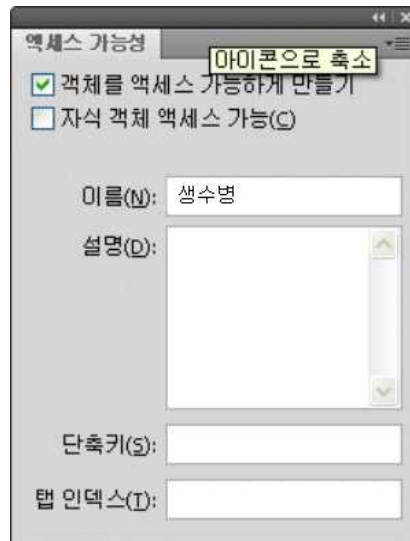 액세스 가능성
아이콘으로 축소
객체를 액세스 가능하게 만들기
자식 객체 액세스 가능(C)
이름(N): 생수병
설명(D):
단축키(S):
탭 인덱스(T):